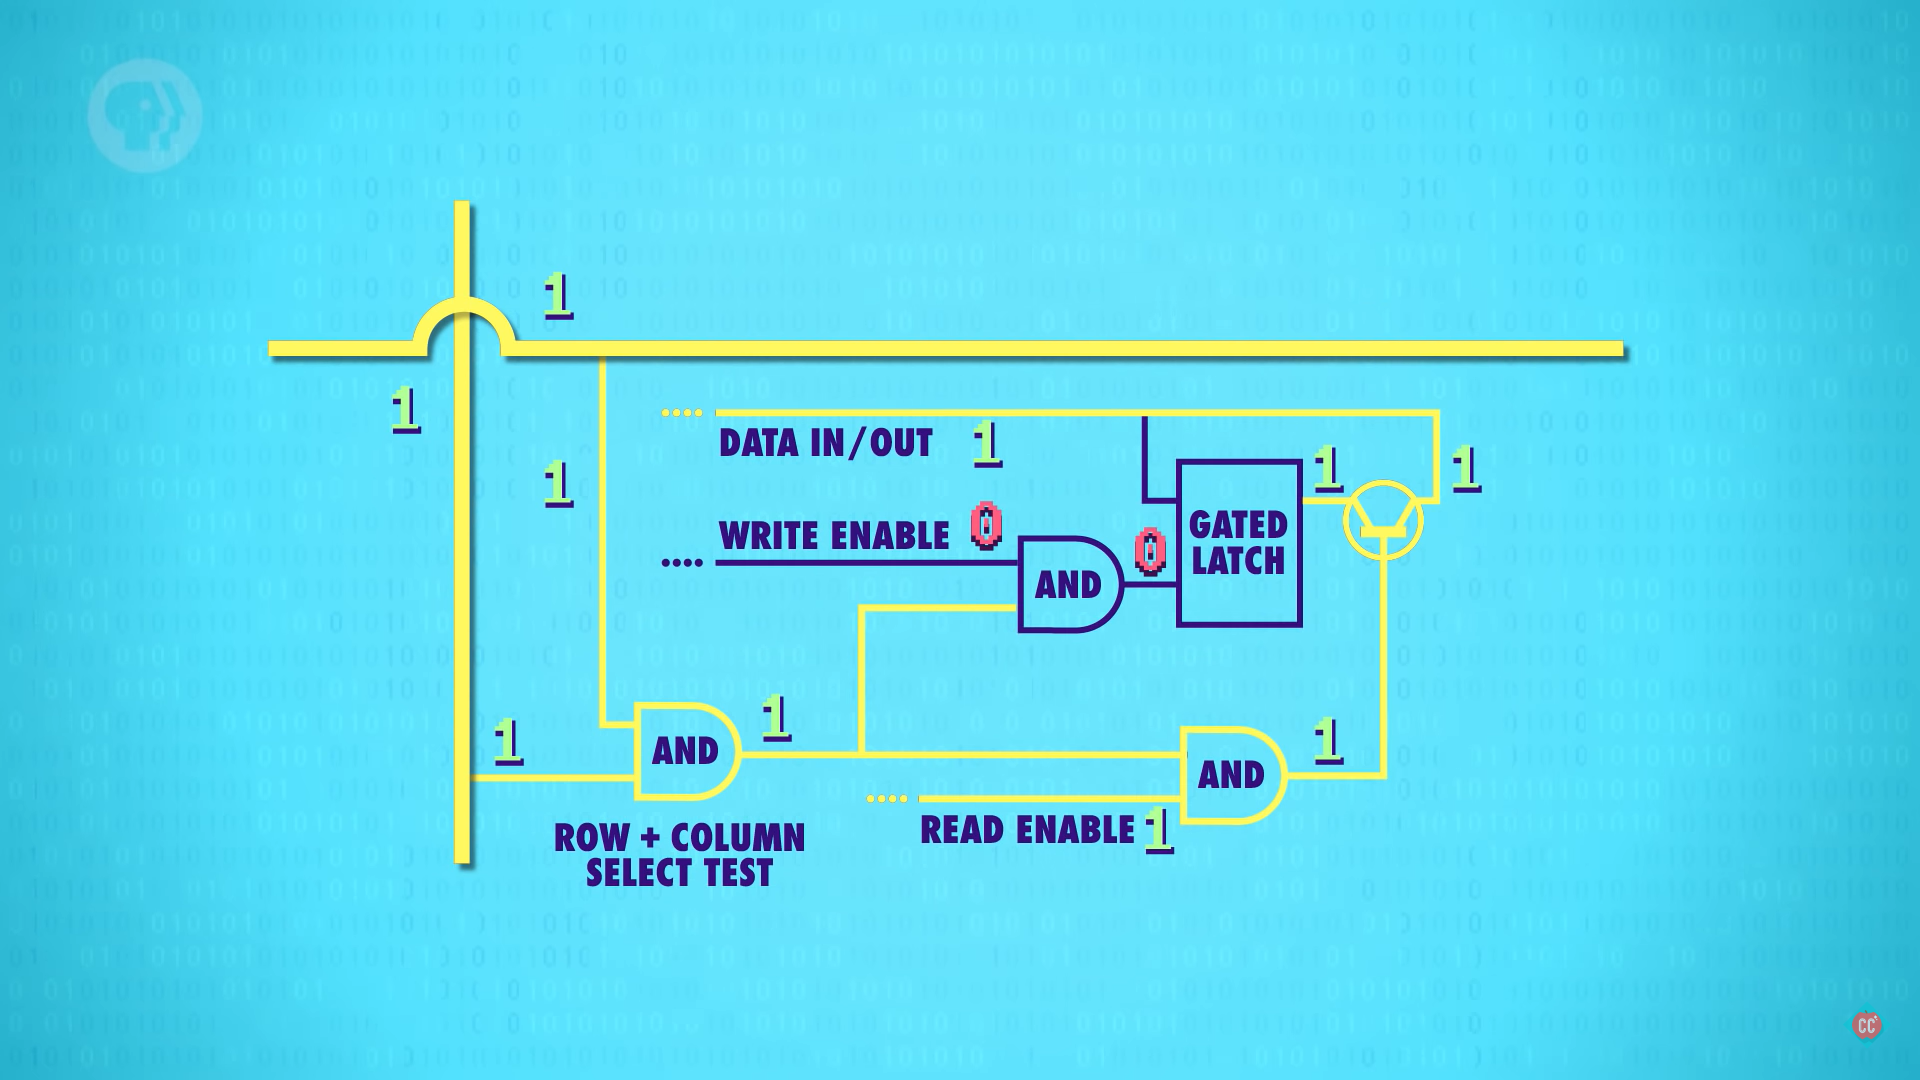 1
1
DATA IN/OUT 1
1
1
1
WRITE ENABLE 0
GATED
LATCH
0
AND
1
1
1
AND
1
AND
READ ENABLE 1
ROW + COLUMN
SELECT TEST
CC